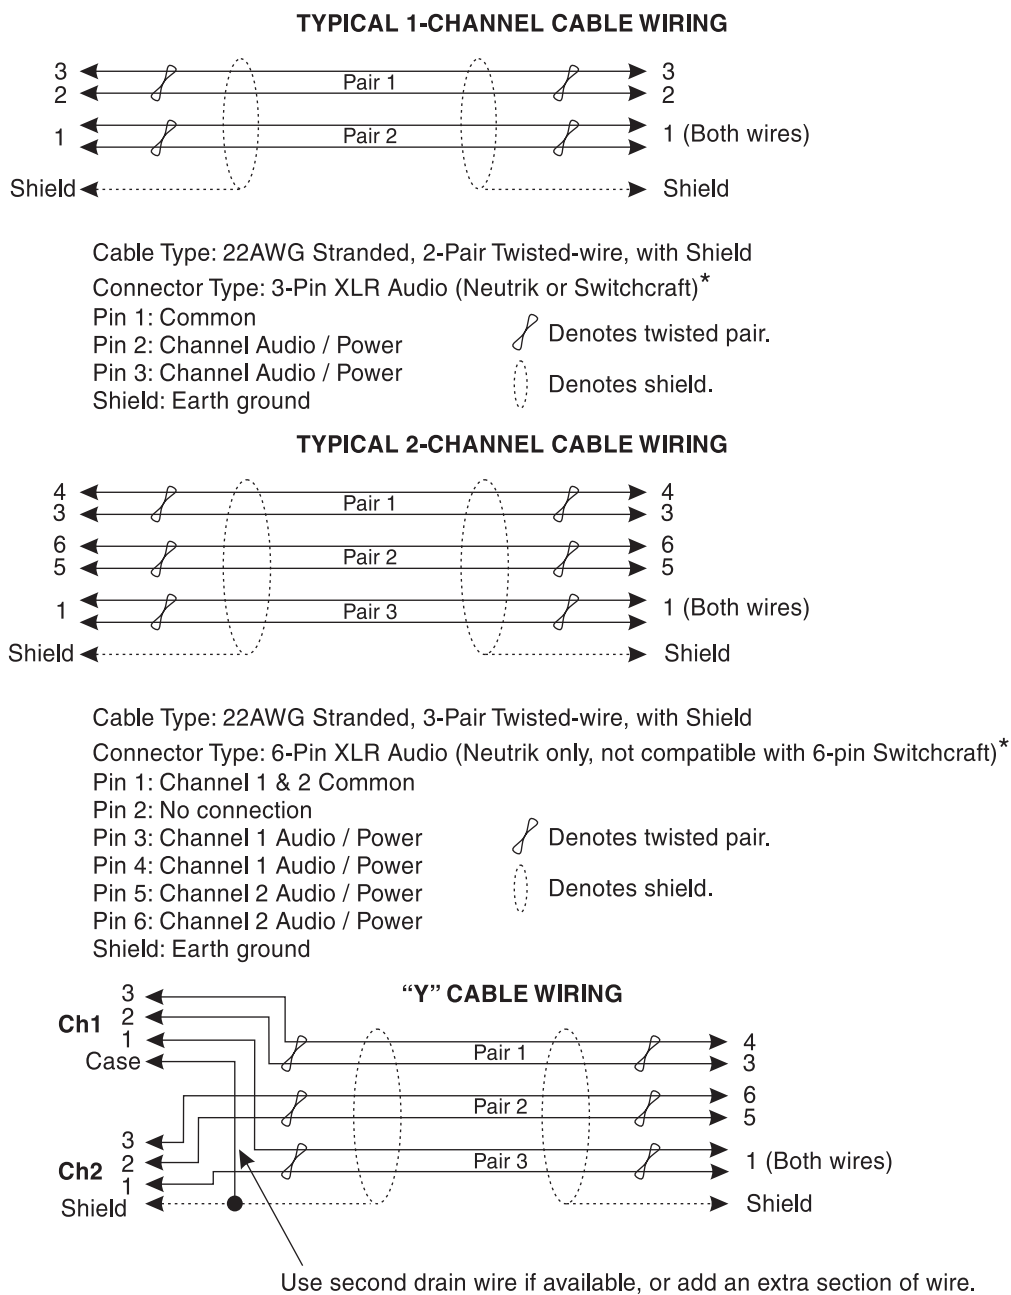 TYPICAL 1-CHANNEL CABLE WIRING
3 Pair 1 3
2 2
1 Pair 2 1 (Both wires)
Shield Shield
Cable Type: 22AWG Stranded, 2-Pair Twisted-wire, with Shield
Connector Type: 3-Pin XLR Audio (Neutrik or Switchcraft)*
Pin 1: Common
Pin 2: Channel Audio / Power
Pin 3: Channel Audio / Power
Shield: Earth ground
Denotes twisted pair.
Denotes shield.
TYPICAL 2-CHANNEL CABLE WIRING
4 Pair 1 4
3 3
6 Pair 2 6
5 5
1 Pair 3 1 (Both wires)
Shield Shield
Cable Type: 22AWG Stranded, 3-Pair Twisted-wire, with Shield
Connector Type: 6-Pin XLR Audio (Neutrik only, not compatible with 6-pin Switchcraft)*
Pin 1: Channel 1 & 2 Common
Pin 2: No connection
Pin 3: Channel 1 Audio / Power
Pin 4: Channel 1 Audio / Power
Pin 5: Channel 2 Audio / Power
Pin 6: Channel 2 Audio / Power
Shield: Earth ground
Denotes twisted pair.
Denotes shield.
“Y” CABLE WIRING
Ch1
3
2
1
Case
Pair 1 4
3
Pair 2 6
5
Ch2
3
2
1
Pair 3 1 (Both wires)
Shield Shield
Use second drain wire if available, or add an extra section of wire.